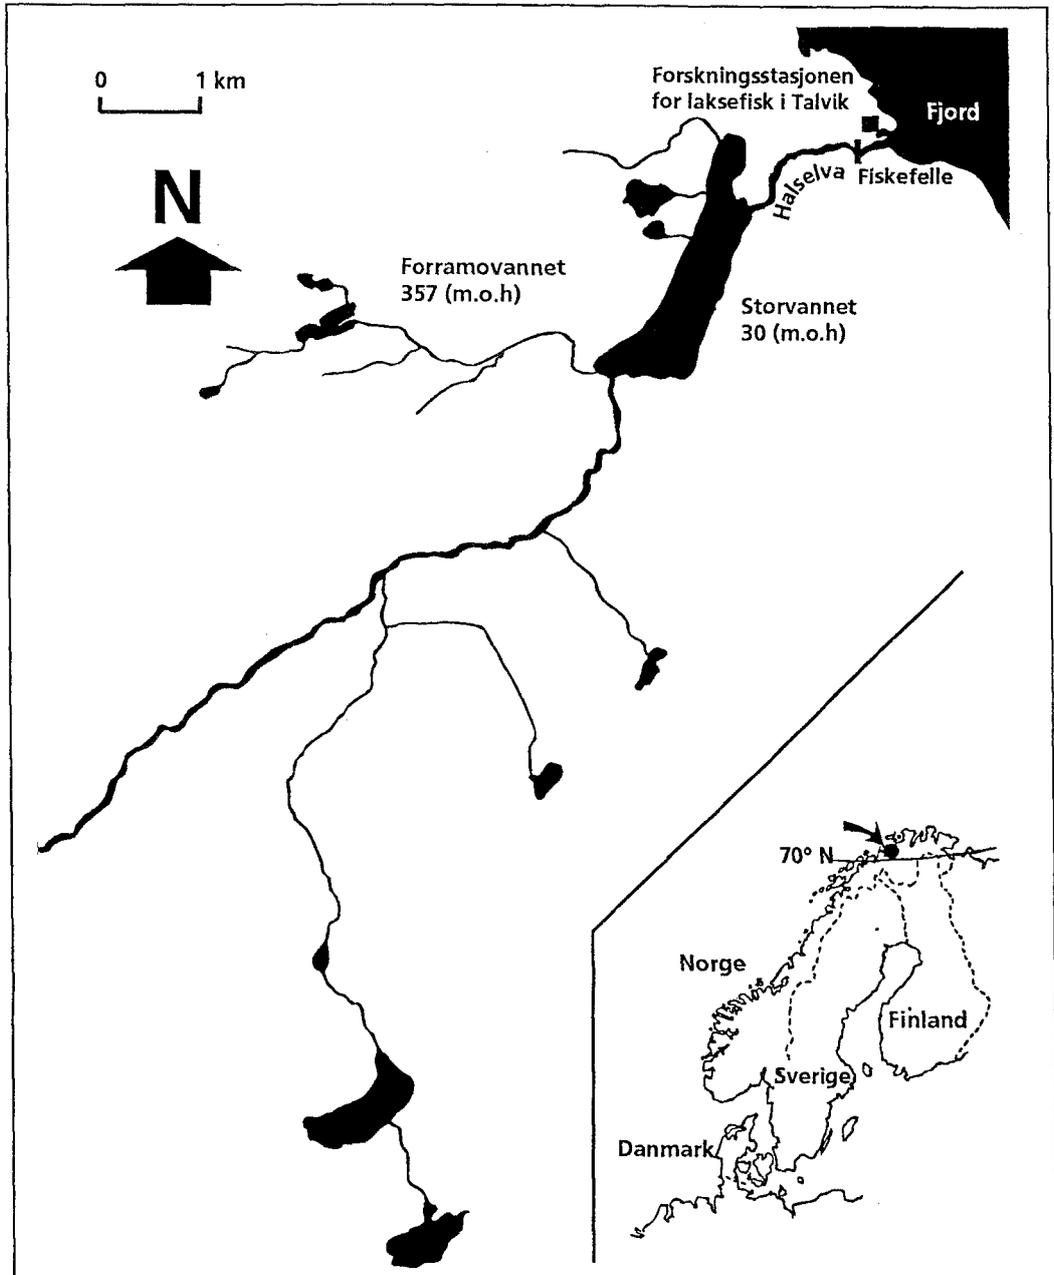 0 1 km
Forskningsstasjonen
for laksefisk i Talvik
Fjord
Halselva
Fiskefelle
N
Forramovannet
357 (m.o.h)
Storvannet
30 (m.o.h)
70° N
Norge
Finland
Sverige
Danmark